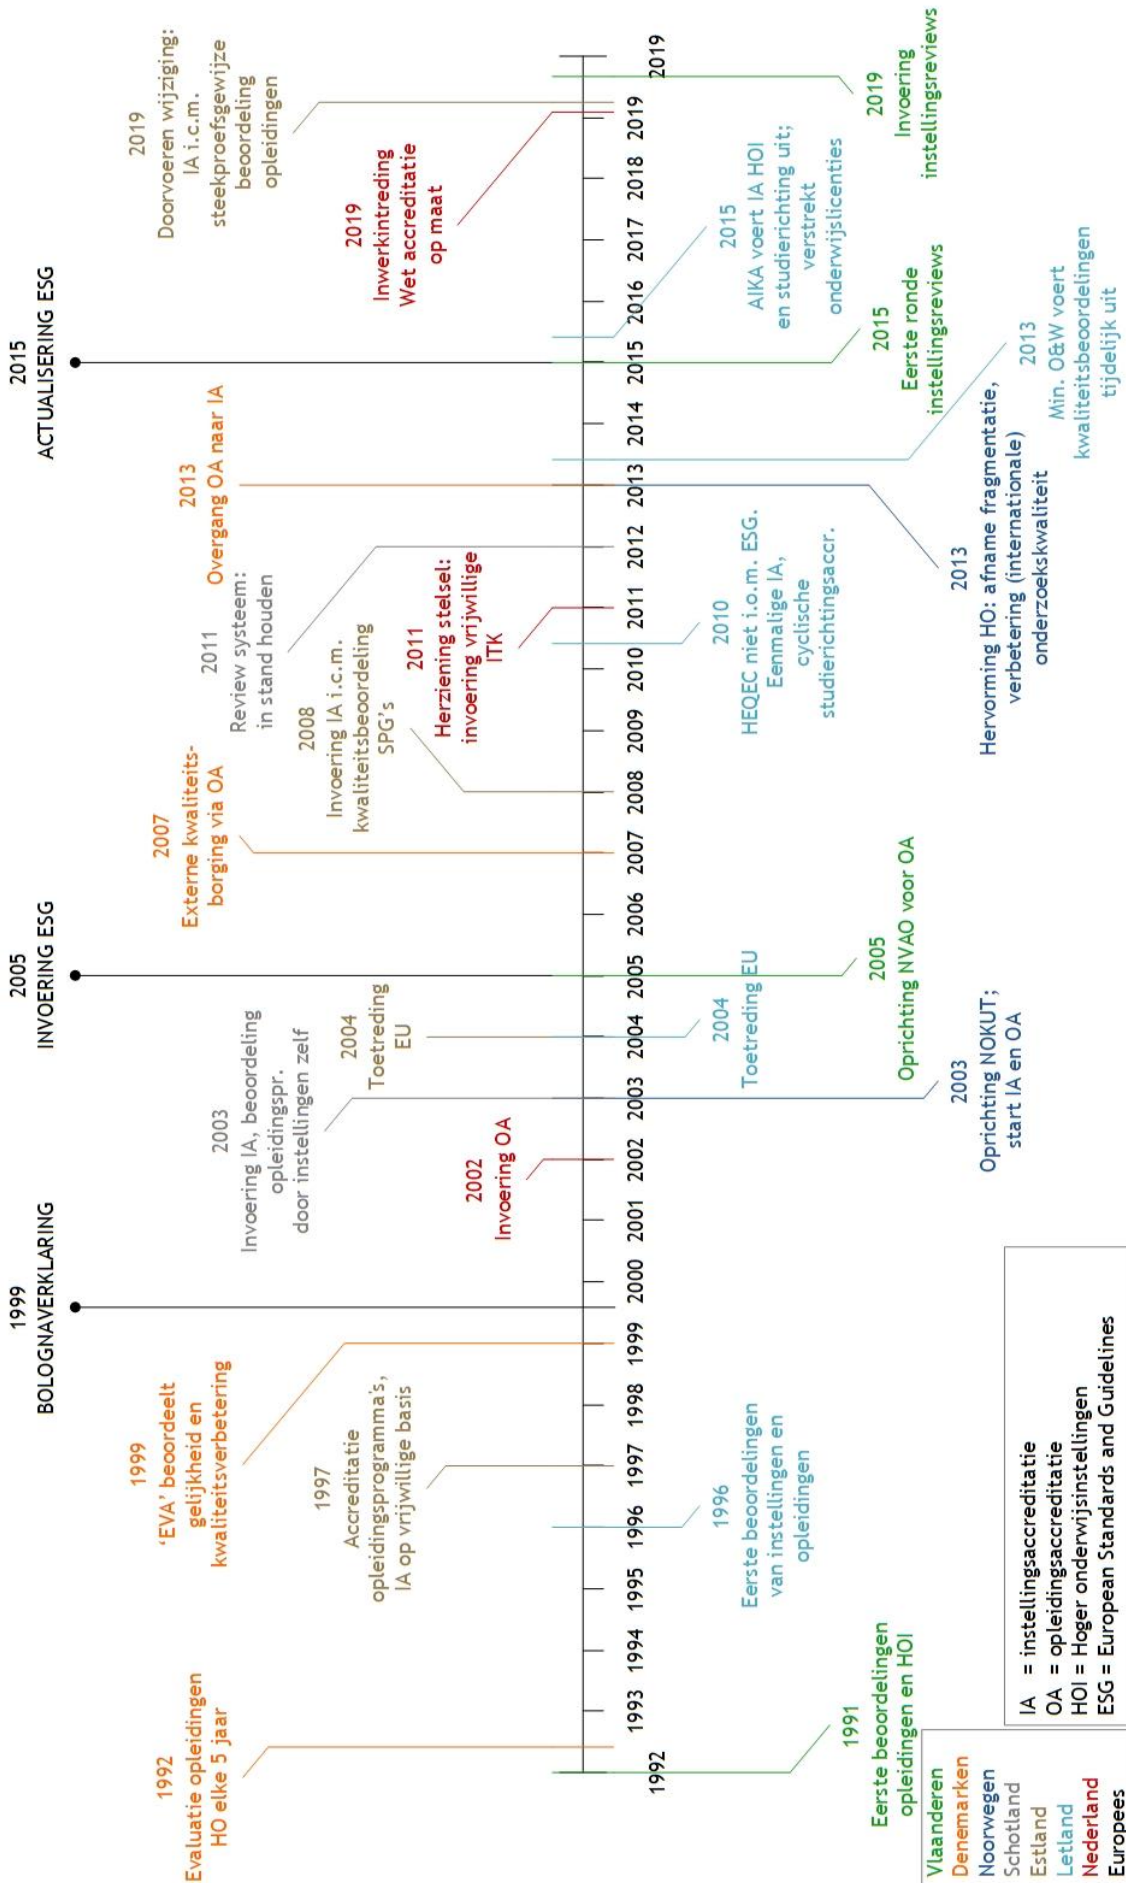 1999
BOLOGNAVERKLARING
2005
INVOERING ESG
2015
ACTUALISERING ESG
1992
Evaluatie opleidingen
HO elke 5 jaar
1999
'EVA' beoordeelt
gelijkheid en
kwaliteitsverbetering
2007
Externe kwaliteits-
borging via OA
2013
Overgang OA naar IA
2019
Doorvoeren wijziging:
IA i.c.m.
steekproefsgewijze
beoordeling
opleidingen
2003
Invoering IA, beoordeling
opleidingspr.
door instellingen zelf
2011
Review systeem:
in stand houden
1997
Accreditatie
opleidingsprogramma's,
IA op vrijwillige basis
2004
Toetreding
EU
2008
Invoering IA i.c.m.
kwaliteitsbeoordeling
SPG's
2002
Invoering OA
2011
Herziening stelsel:
invoering vrijwillige
ITK
2019
Inwerkintreding
Wet accreditatie
op maat
1992
1993
1994
1995
1996
1997
1998
1999
2000
2001
2002
2003
2004
2005
2006
2007
2008
2009
2010
2011
2012
2013
2014
2015
2016
2017
2018
2019
2019
1996
Eerste beoordelingen
van instellingen en
opleidingen
2004
Toetreding EU
2010
HEQEC niet i.o.m. ESG.
Eenmalige IA,
cyclische
studierichtingsaccr.
2015
AIKA voert IA HOI
en studierichting uit;
verstrekt
onderwijslicenties
1991
Eerste beoordelingen
opleidingen en HOI
2005
Oprichting NVAO voor OA
2015
Eerste ronde
instellingsreviews
2019
Invoering
instellingsreviews
2003
Oprichting NOKUT;
start IA en OA
2013
Hervorming HO: afname fragmentatie,
verbetering (internationale)
onderzoekskwaliteit
2013
Min. O&W voert
kwaliteitsbeoordelingen
tijdelijk uit
Vlaanderen
Denemarken
Noorwegen
Schotland
Estland
Letland
Nederland
Europees
IA = instellingsaccreditatie
OA = opleidingsaccreditatie
HOI = Hoger onderwijsinstellingen
ESG = European Standards and Guidelines